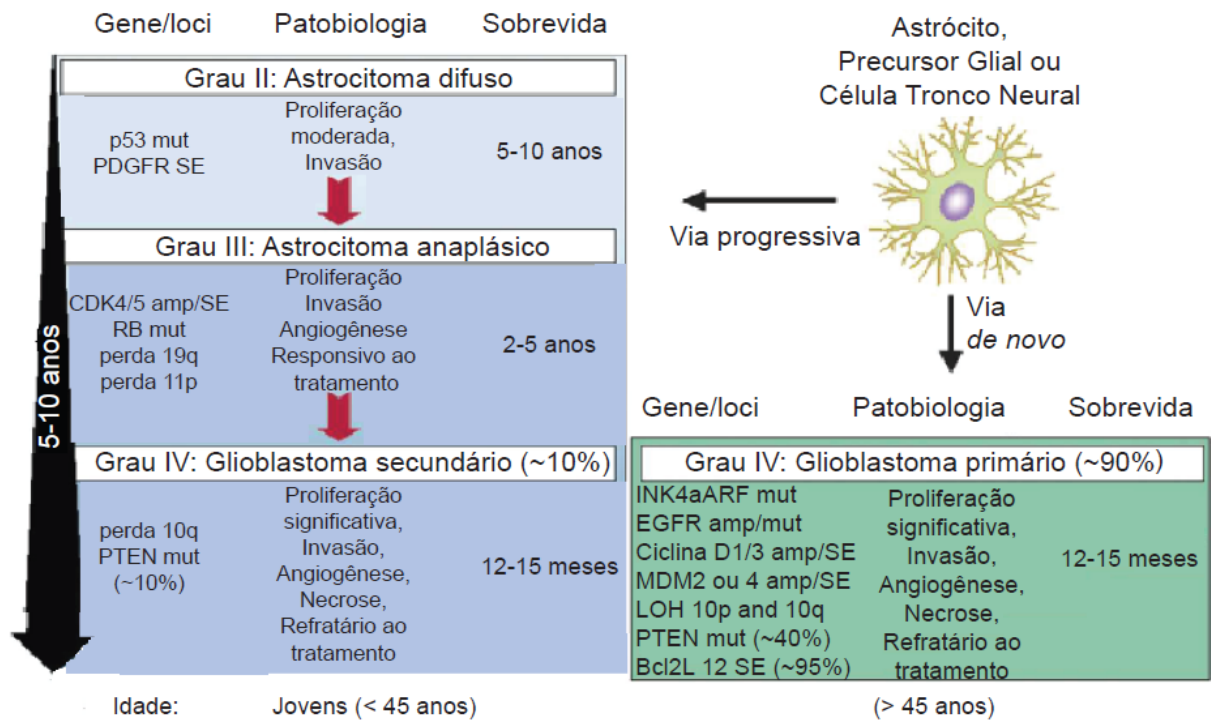 Gene/loci Patobiologia Sobrevida
Grau II: Astrocitoma difuso
p53 mut
PDGFR SE
Proliferação
moderada,
Invasão
5-10 anos
Grau III: Astrocitoma anaplásico
CDK4/5 amp/SE
RB mut
perda 19q
perda 11p
Proliferação
Invasão
Angiogênese
Responsivo ao
tratamento
2-5 anos
Grau IV: Glioblastoma secundário (~10%)
perda 10q
PTEN mut
(~10%)
Proliferação
significativa,
Invasão,
Angiogênese,
Necrose,
Refratário ao
tratamento
12-15 meses
5-10 anos
Idade: Jovens (< 45 anos)
Astrócito,
Precursor Glial ou
Célula Tronco Neural
Via progressiva
Via
de novo
Gene/loci Patobiologia Sobrevida
Grau IV: Glioblastoma primário (~90%)
INK4aARF mut
EGFR amp/mut
Ciclina D1/3 amp/SE
MDM2 ou 4 amp/SE
LOH 10p and 10q
PTEN mut (~40%)
Bcl2L 12 SE (~95%)
Proliferação
significativa,
Invasão,
Angiogênese,
Necrose,
Refratário ao
tratamento
12-15 meses
(> 45 anos)